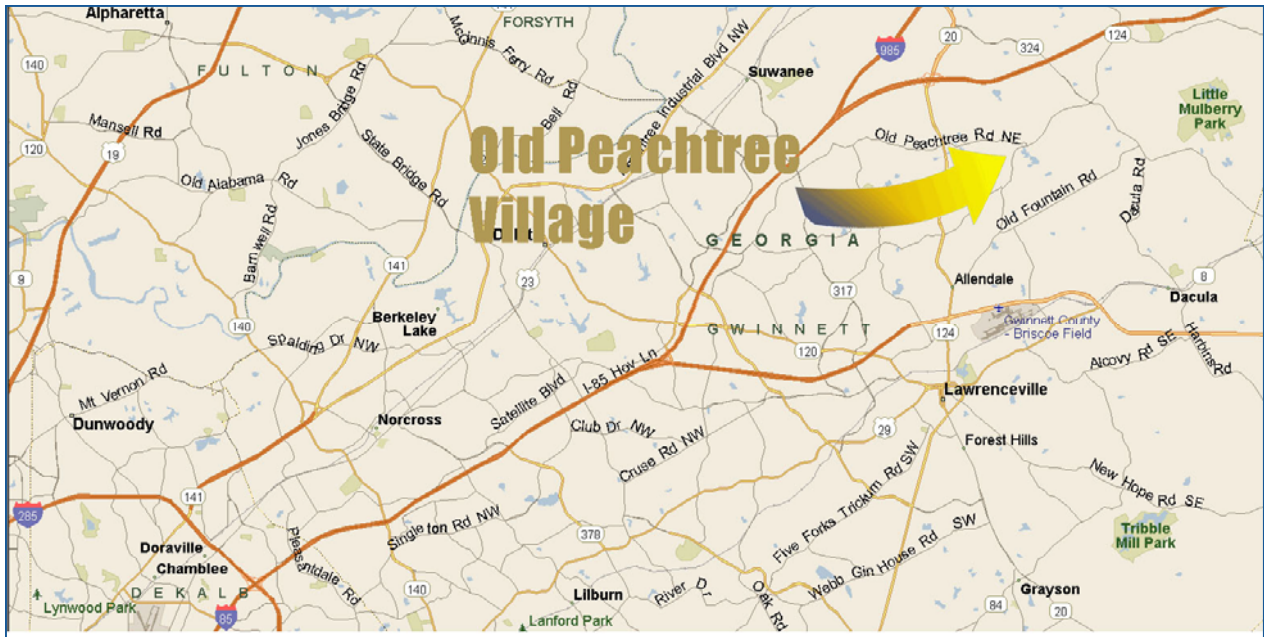 Alpharetta
FORSYTH
20
124
McGinnis Ferry Rd
985
324
140
FULTON
Suwanee
Jones Bridge Rd
Bell Rd
Industrial Blvd NW
Little
Mulberry
Park
Mansell Rd
19
120
State Bridge Rd
Old Peachtree
Village
Old Peachtree Rd NE
Old Alabama Rd
Dacula Rd
Old Fountain Rd
Barnwell Rd
GEORGIA
141
9
23
317
Allendale
8
Dacula
Berkeley
Lake
140
GWINNETT
124
Gwinnett County
- Briscoe Field
Spalding Dr NW
120
Harbins Rd
Alcovy Rd SE
I-85 Hov Ln
Mt Vernon Rd
Satellite Blvd
Lawrenceville
Dunwoody
Norcross
Club Dr NW
29
Forest Hills
Cruse Rd NW
New Hope Rd SE
141
285
Five Forks Trickum Rd SW
Singleton Rd NW
378
Webb Gin House Rd SW
Tribble
Mill Park
Doraville
Chamblee
Pleasantdale Rd
DEKALB
140
Lilburn
River Dr
Oak Rd
Grayson
84
20
Lynwood Park
85
Lanford Park